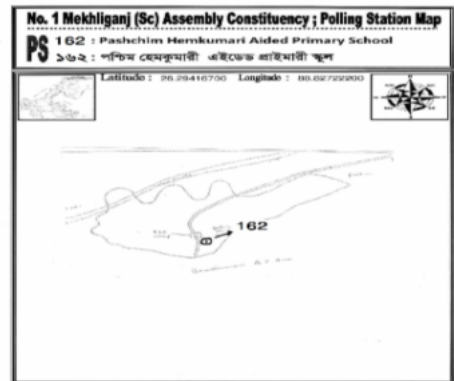 No. 1 Mekhliganj (Sc) Assembly Constuency ; Polling Station Map
PS 162 : Pashchim Hemkumari Aided Primary School
১৬২ : পশ্চিম হেমকুমারী এইডেড প্রাইমারী স্কুল
Latitude : 26.29416700 Longitude : 88.82722200
162